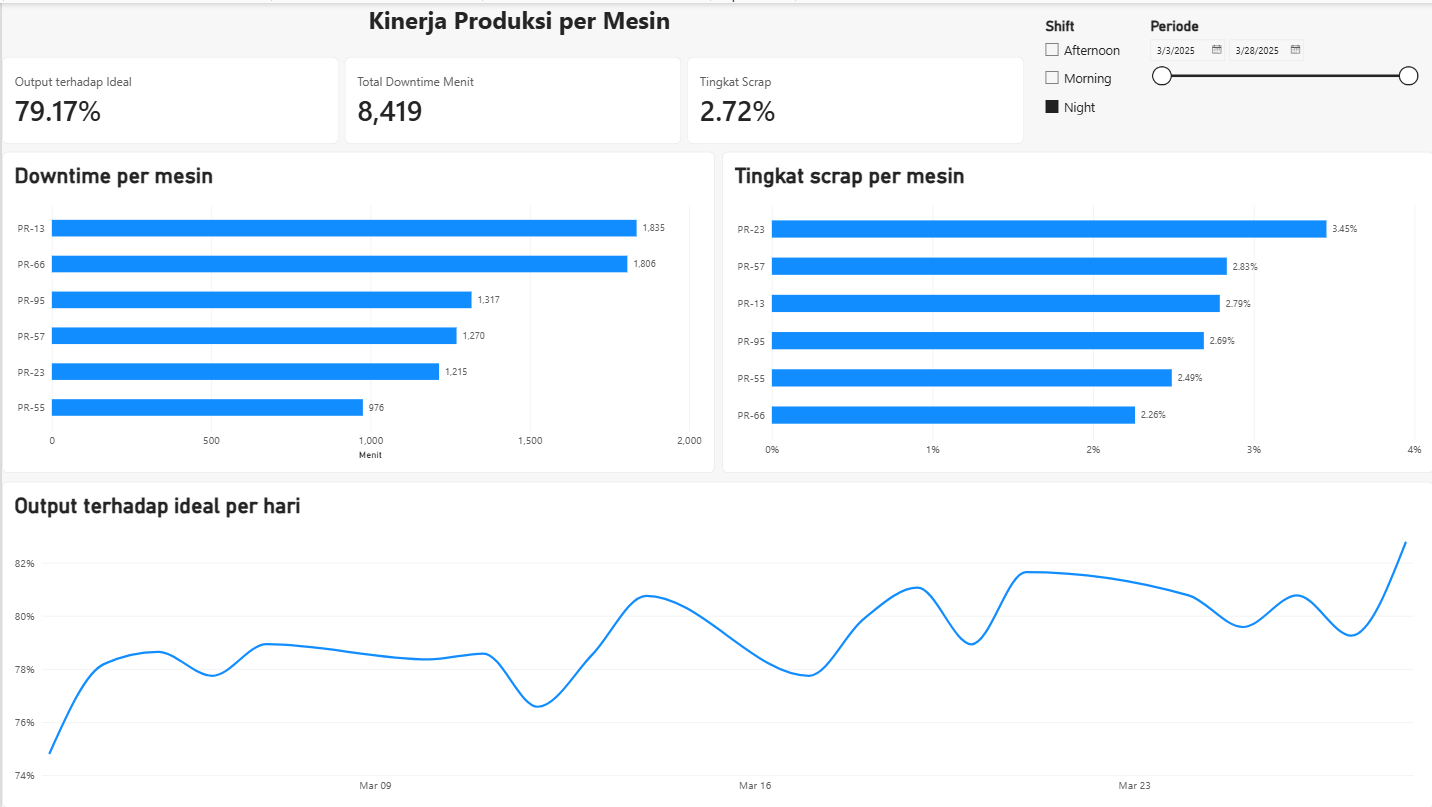 Kinerja Produksi per Mesin
Shift
Afternoon
Morning
Night
Periode
3/3/2025 3/28/2025
Output terhadap Ideal
79.17%
Total Downtime Menit
8,419
Tingkat Scrap
2.72%
Downtime per mesin
PR-13 1,835
PR-66 1,806
PR-95 1,317
PR-57 1,270
PR-23 1,215
PR-55 976
0 500 1,000 1,500 2,000
Menit
Tingkat scrap per mesin
PR-23 3.45%
PR-57 2.83%
PR-13 2.79%
PR-95 2.69%
PR-55 2.49%
PR-66 2.26%
0% 1% 2% 3% 4%
Output terhadap ideal per hari
82%
80%
78%
76%
74%
Mar 09 Mar 16 Mar 23